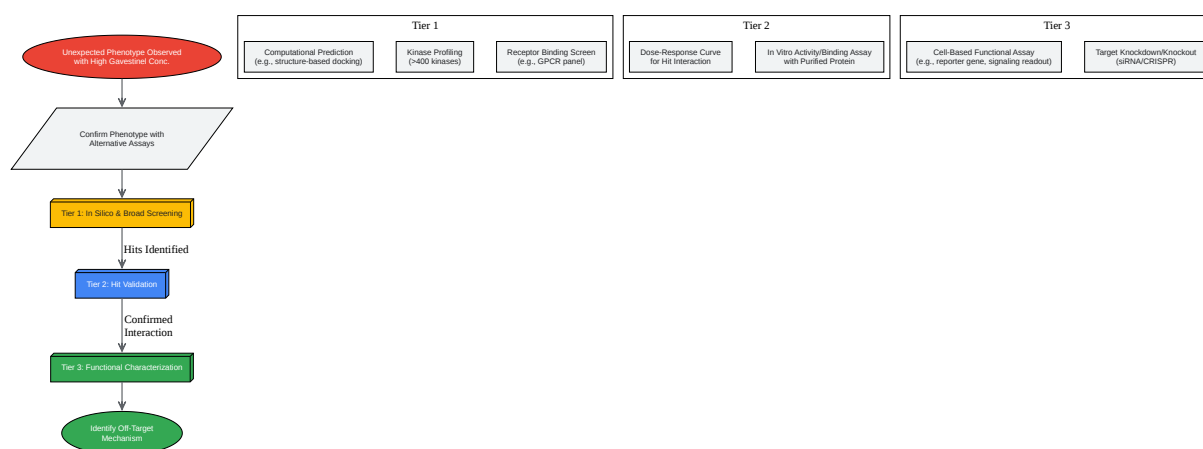 Unexpected Phenotype Observed
with High Gavestinel Conc.
Confirm Phenotype with
Alternative Assays
Tier 1: In Silico & Broad Screening
Hits Identified
Tier 2: Hit Validation
Confirmed
Interaction
Tier 3: Functional Characterization
Identify Off-Target
Mechanism
Tier 1
Computational Prediction
(e.g., structure-based docking)
Kinase Profiling
(>400 kinases)
Receptor Binding Screen
(e.g., GPCR panel)
Tier 2
Dose-Response Curve
for Hit Interaction
In Vitro Activity/Binding Assay
with Purified Protein
Tier 3
Cell-Based Functional Assay
(e.g., reporter gene, signaling readout)
Target Knockdown/Knockout
(siRNA/CRISPR)